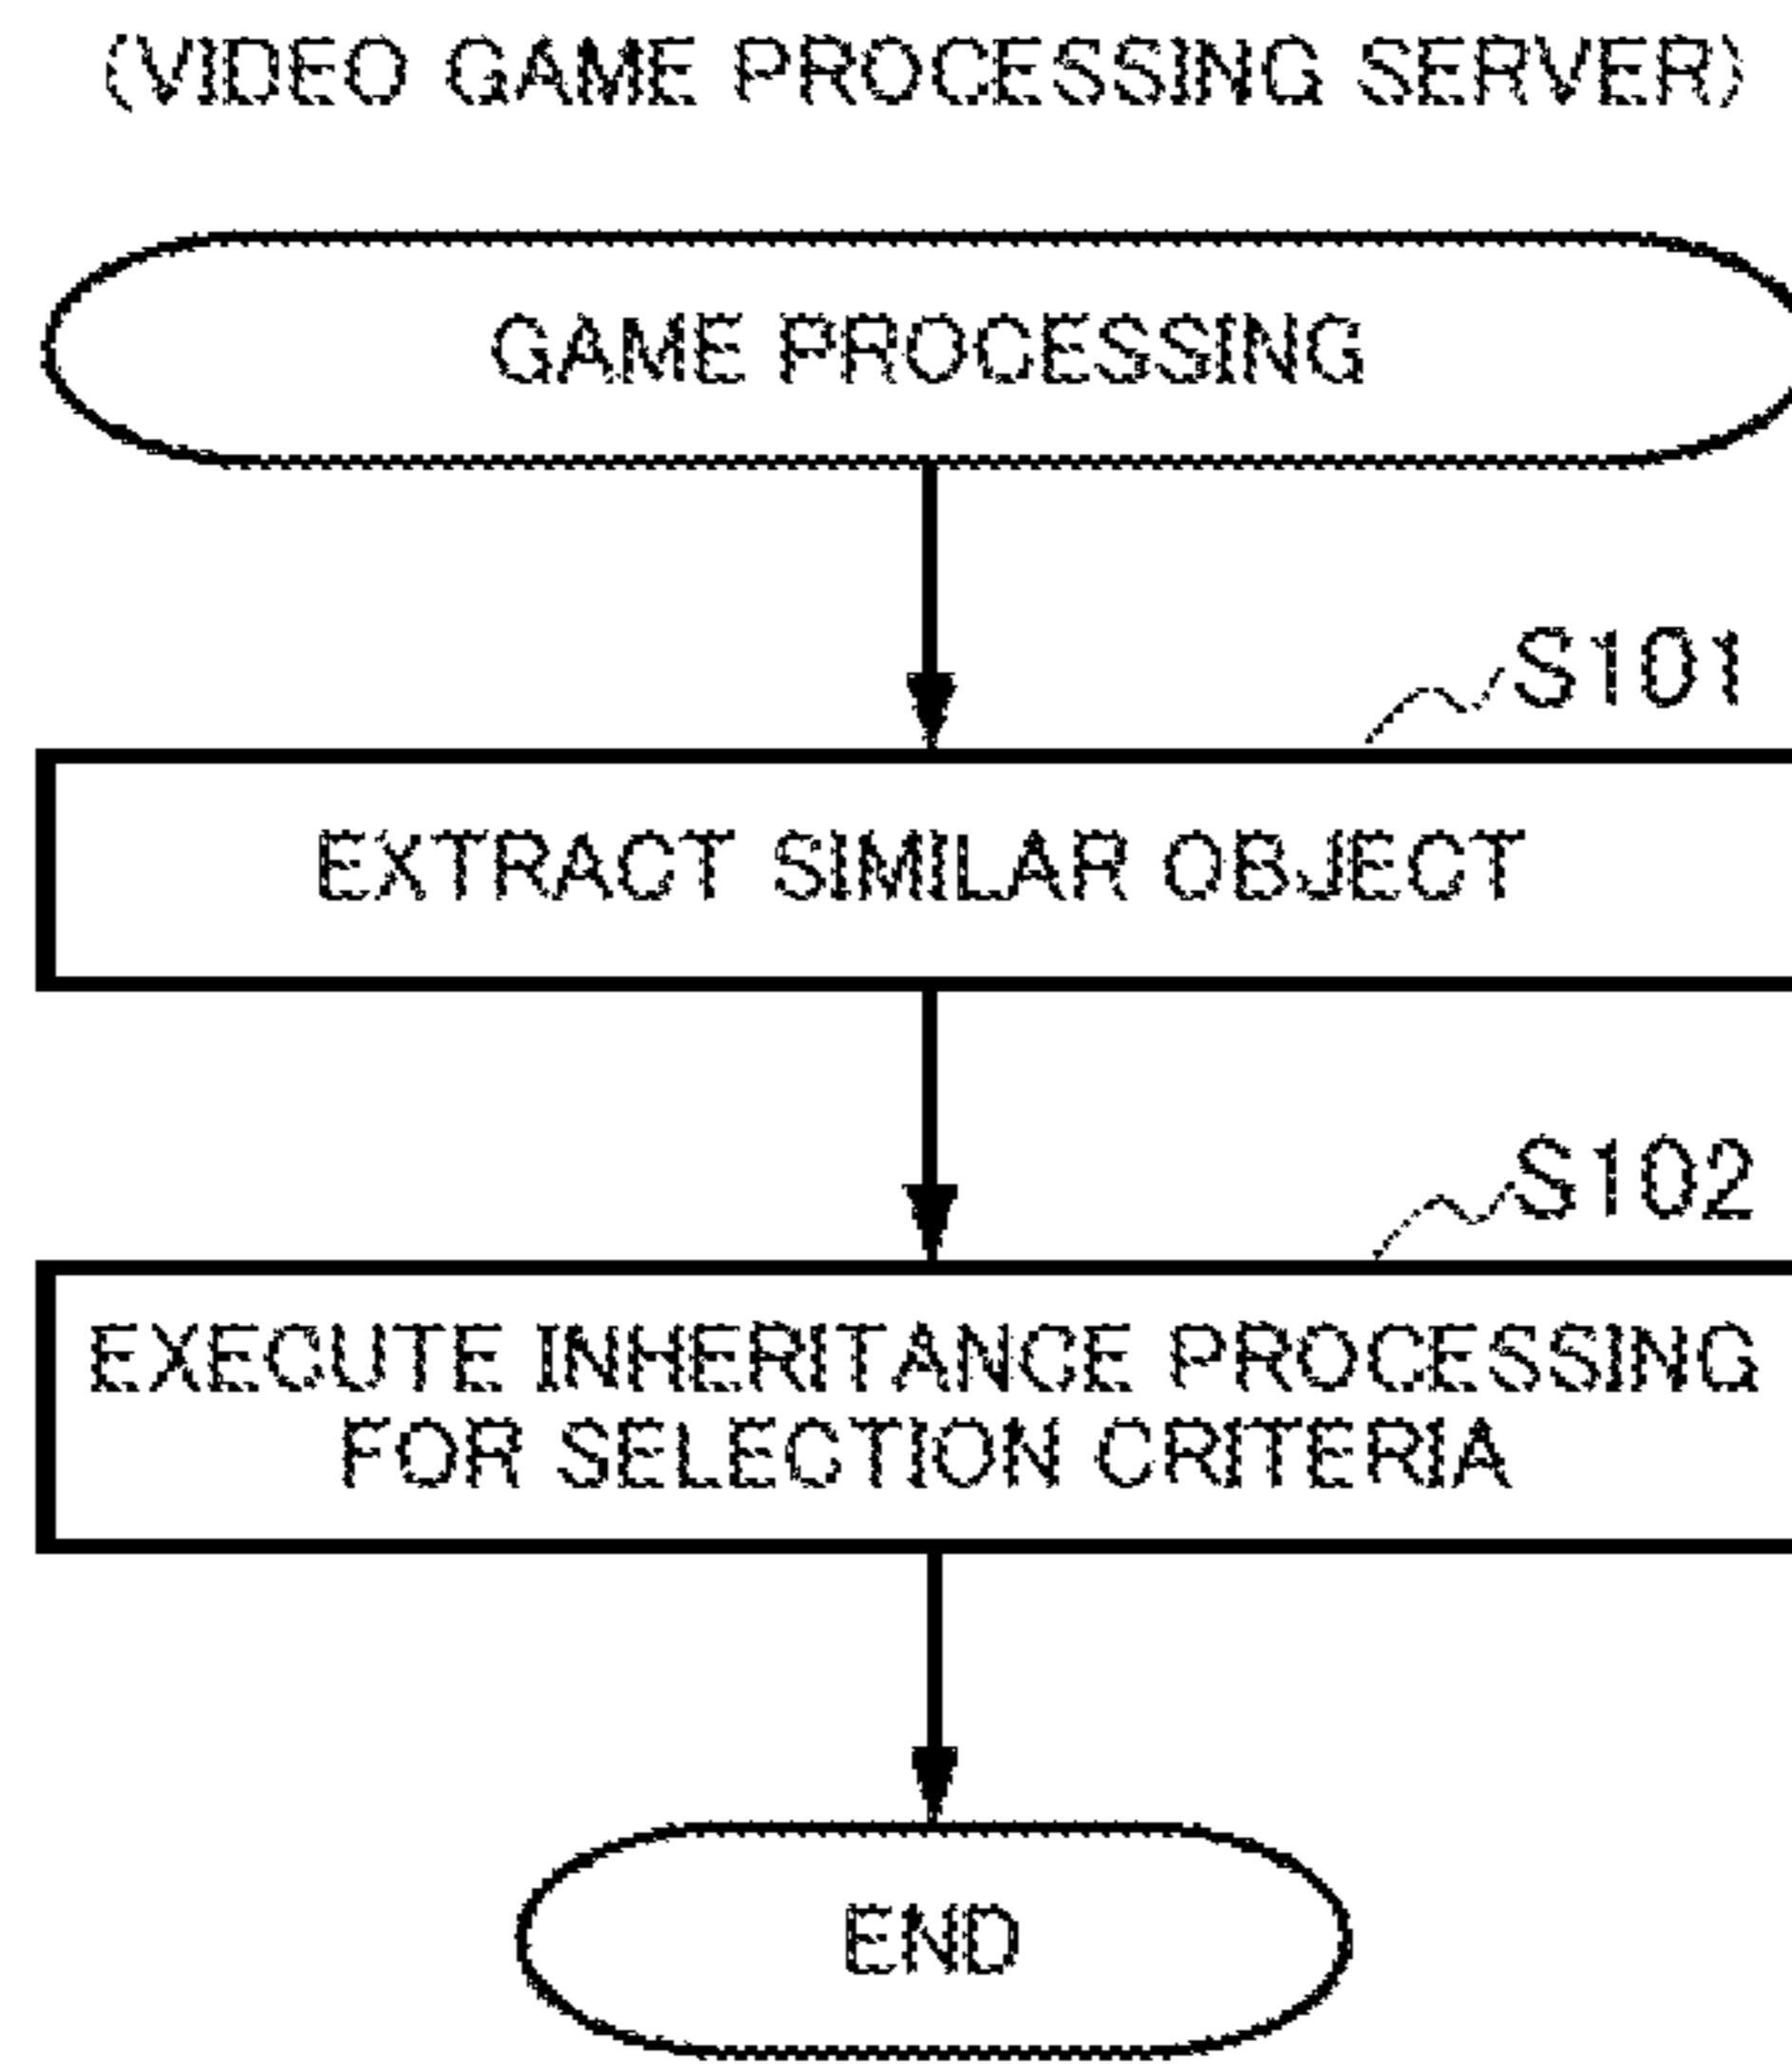 (VIDEO GAME PROCESSING SERVER)
GAME PROCESSING
S101
EXTRACT SIMILAR OBJECT
S102
EXECUTE INHERITANCE PROCESSING
FOR SELECTION CRITERIA
END